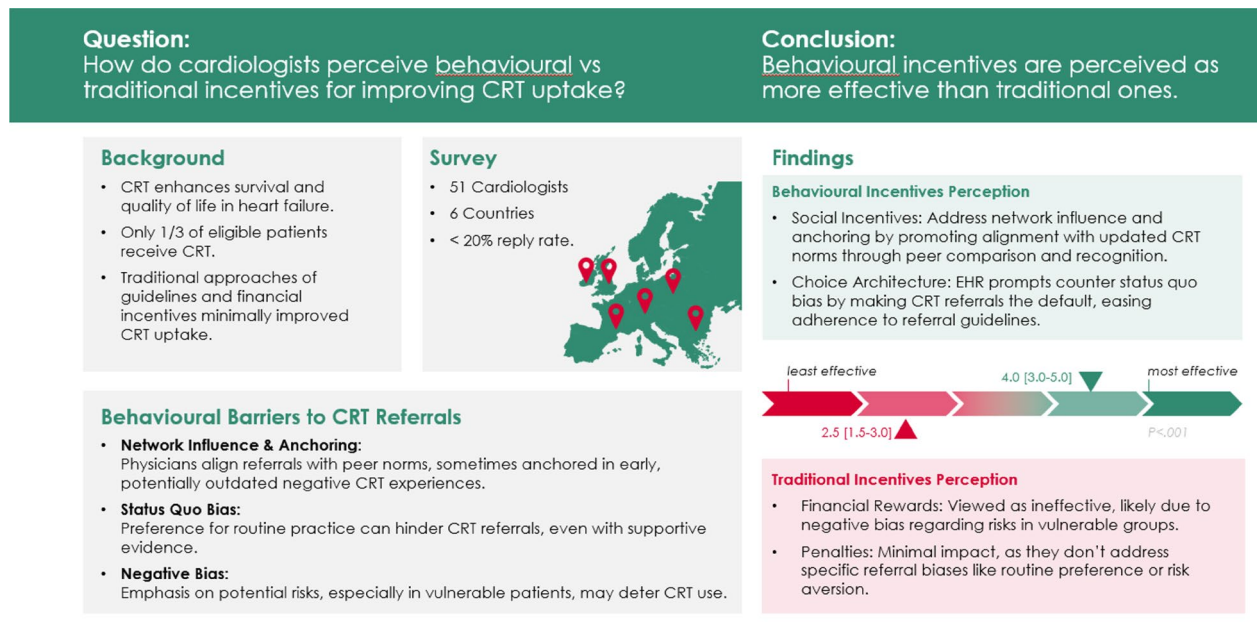 Question:
How do cardiologists perceive behavioural vs
traditional incentives for improving CRT uptake?
Conclusion:
Behavioural incentives are perceived as
more effective than traditional ones.
Background
• CRT enhances survival and
quality of life in heart failure.
• Only 1/3 of eligible patients
receive CRT.
• Traditional approaches of
guidelines and financial
incentives minimally improved
CRT uptake.
Survey
• 51 Cardiologists
• 6 Countries
• < 20% reply rate.
Behavioural Barriers to CRT Referrals
• Network Influence & Anchoring:
Physicians align referrals with peer norms, sometimes anchored in early,
potentially outdated negative CRT experiences.
• Status Quo Bias:
Preference for routine practice can hinder CRT referrals, even with supportive
evidence.
• Negative Bias:
Emphasis on potential risks, especially in vulnerable patients, may deter CRT use.
Findings
Behavioural Incentives Perception
• Social Incentives: Address network influence and
anchoring by promoting alignment with updated CRT
norms through peer comparison and recognition.
• Choice Architecture: EHR prompts counter status quo
bias by making CRT referrals the default, easing
adherence to referral guidelines.
least effective
4.0 [3.0-5.0]
most effective
2.5 [1.5-3.0]
P<.001
Traditional Incentives Perception
• Financial Rewards: Viewed as ineffective, likely due to
negative bias regarding risks in vulnerable groups.
• Penalties: Minimal impact, as they don't address
specific referral biases like routine preference or risk
aversion.